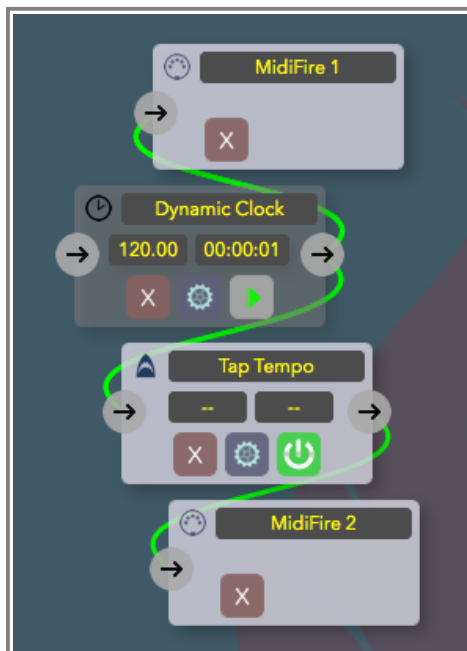 MidiFire 1
X
Dynamic Clock
120.00 00:00:01
X
Tap Tempo
-- --
X
MidiFire 2
X